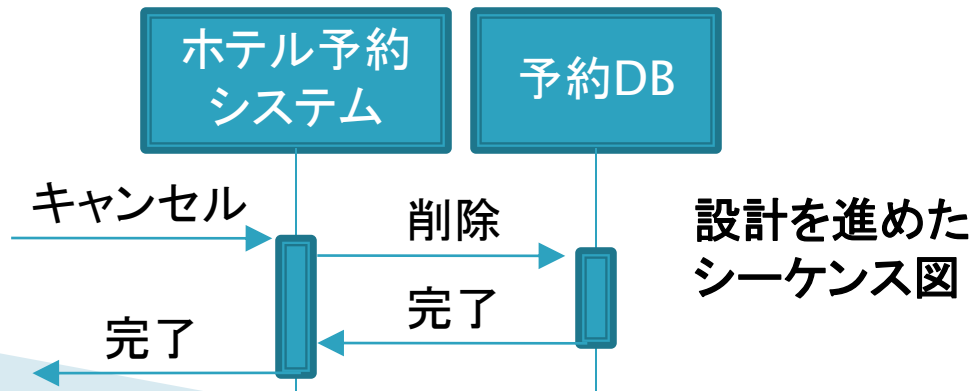 ホテル予約
システム
予約DB
キャンセル
削除
設計を進めた
シーケンス図
完了
完了